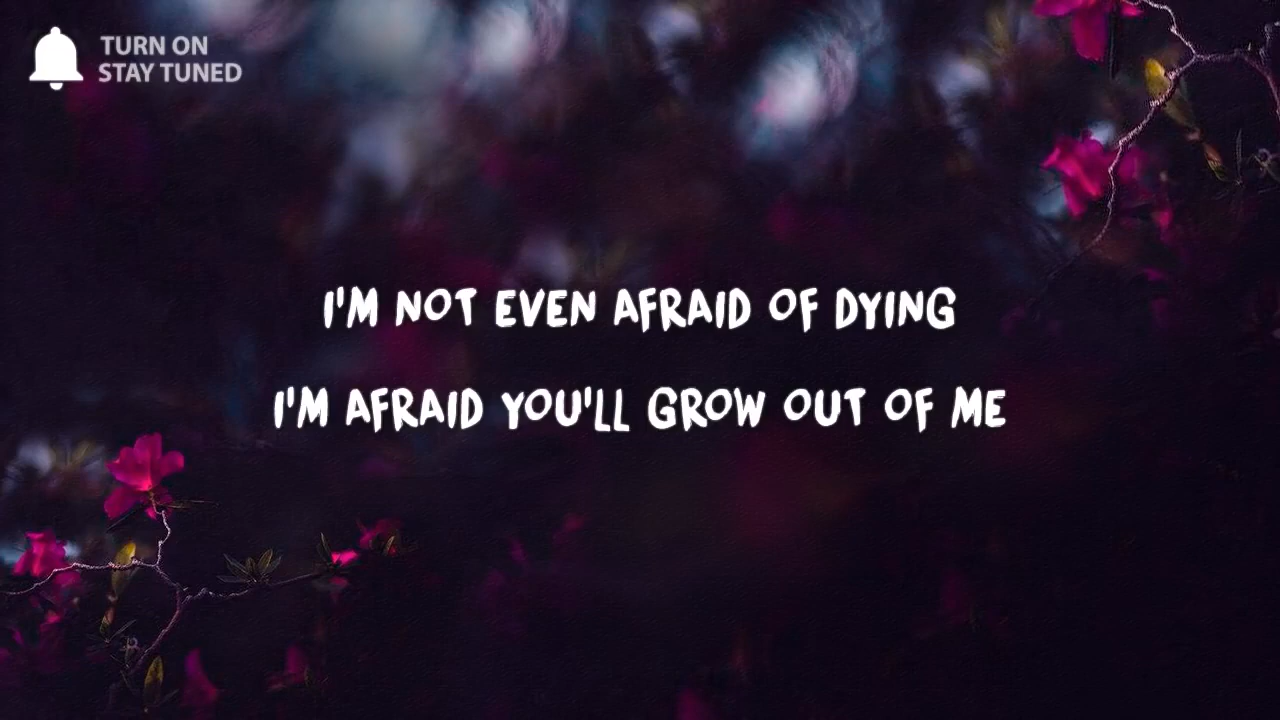 TURN ON
STAY TUNED
I'M NOT EVEN AFRAID OF DYING
I'M AFRAID YOU'LL GROW OUT OF ME